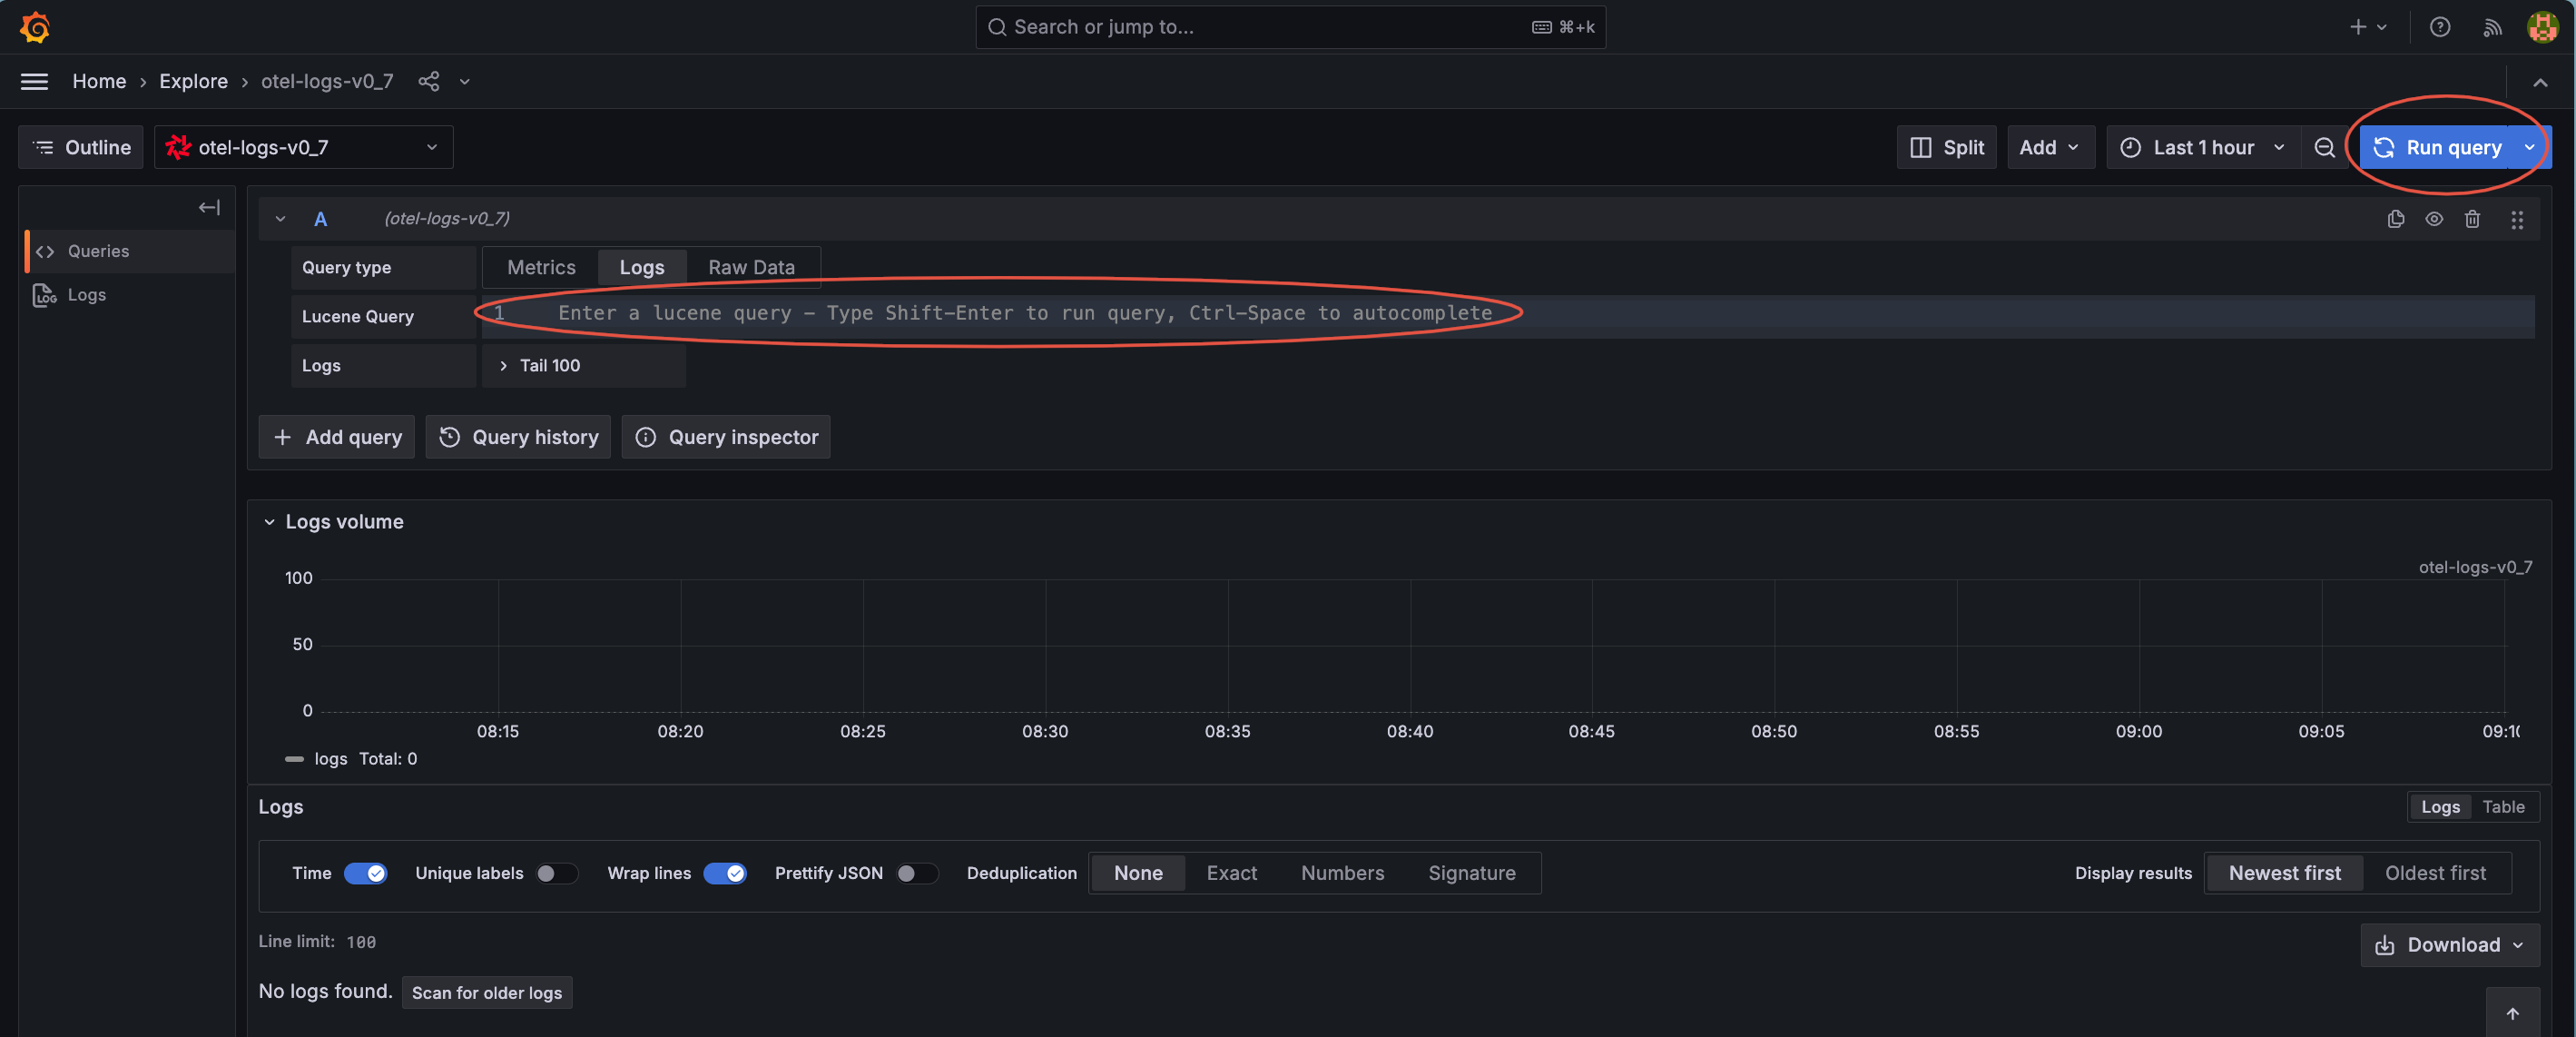 Search or jump to... ⌘+k
Home › Explore › otel-logs-v0_7
Outline otel-logs-v0_7 Split Add Last 1 hour Run query
A (otel-logs-v0_7)
Queries
Query type Metrics Logs Raw Data
Logs
Lucene Query 1 Enter a lucene query – Type Shift-Enter to run query, Ctrl-Space to autocomplete
Logs Tail 100
Add query Query history Query inspector
Logs volume
otel-logs-v0_7
100
50
0
08:15 08:20 08:25 08:30 08:35 08:40 08:45 08:50 08:55 09:00 09:05 09:10
logs Total: 0
Logs Logs Table
Time Unique labels Wrap lines Prettify JSON Deduplication None Exact Numbers Signature Display results Newest first Oldest first
Line limit: 100 Download
No logs found. Scan for older logs